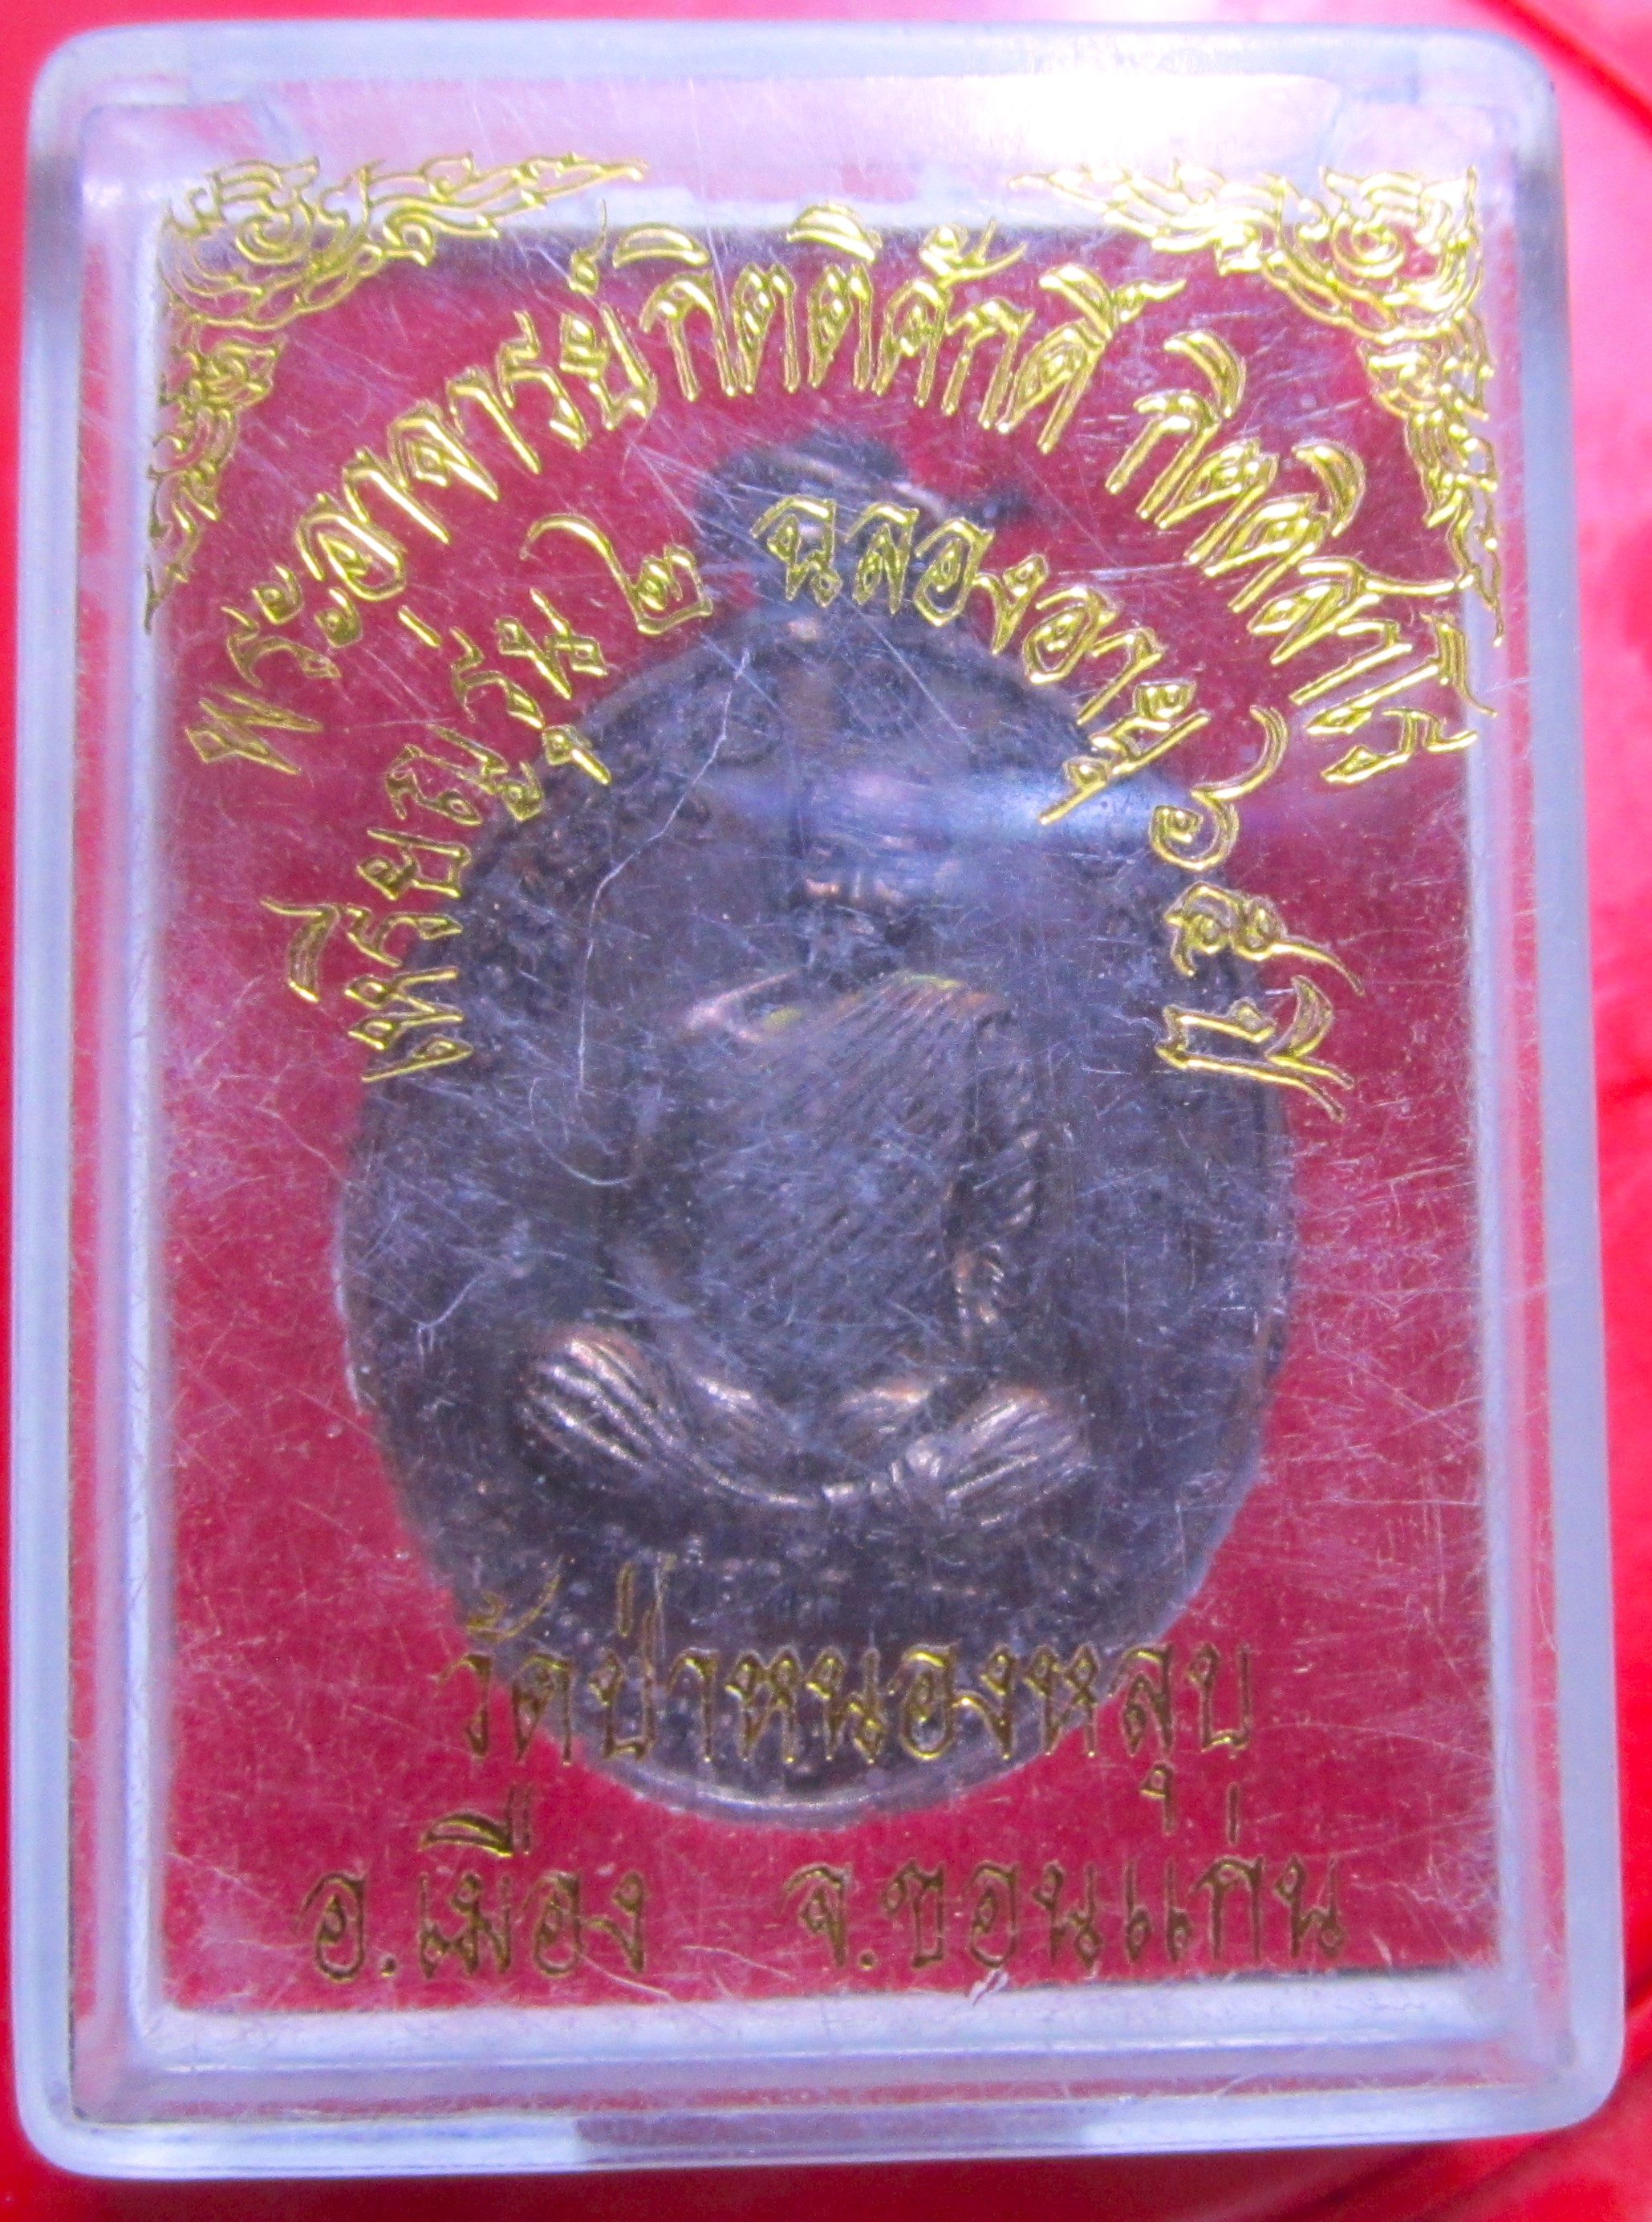 พระอาจารย์กิตติศักดิ์ กิตติสาโร
เหรียญรุ่น ๒ ฉลองอายุ ๖๕ ปี
วัดป่าหนองหลุบ
อ.เมือง จ.ขอนแก่น